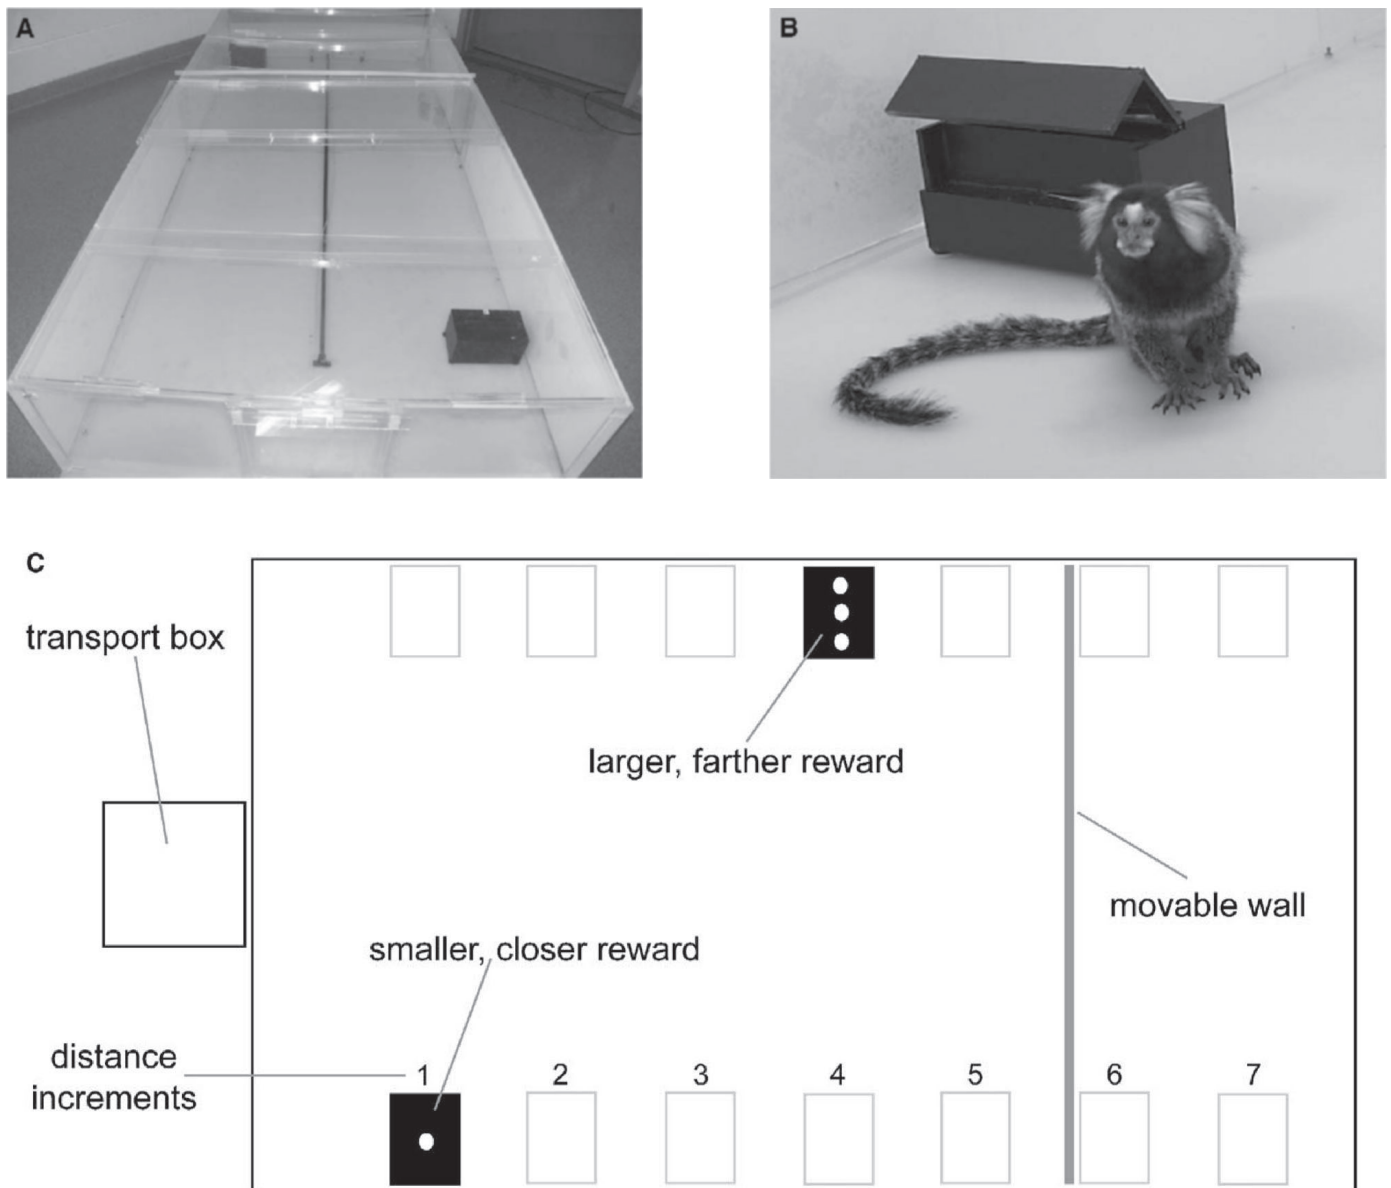 A
B
C
transport box
larger, farther reward
movable wall
smaller, closer reward
distance
increments
1 2 3 4 5 6 7